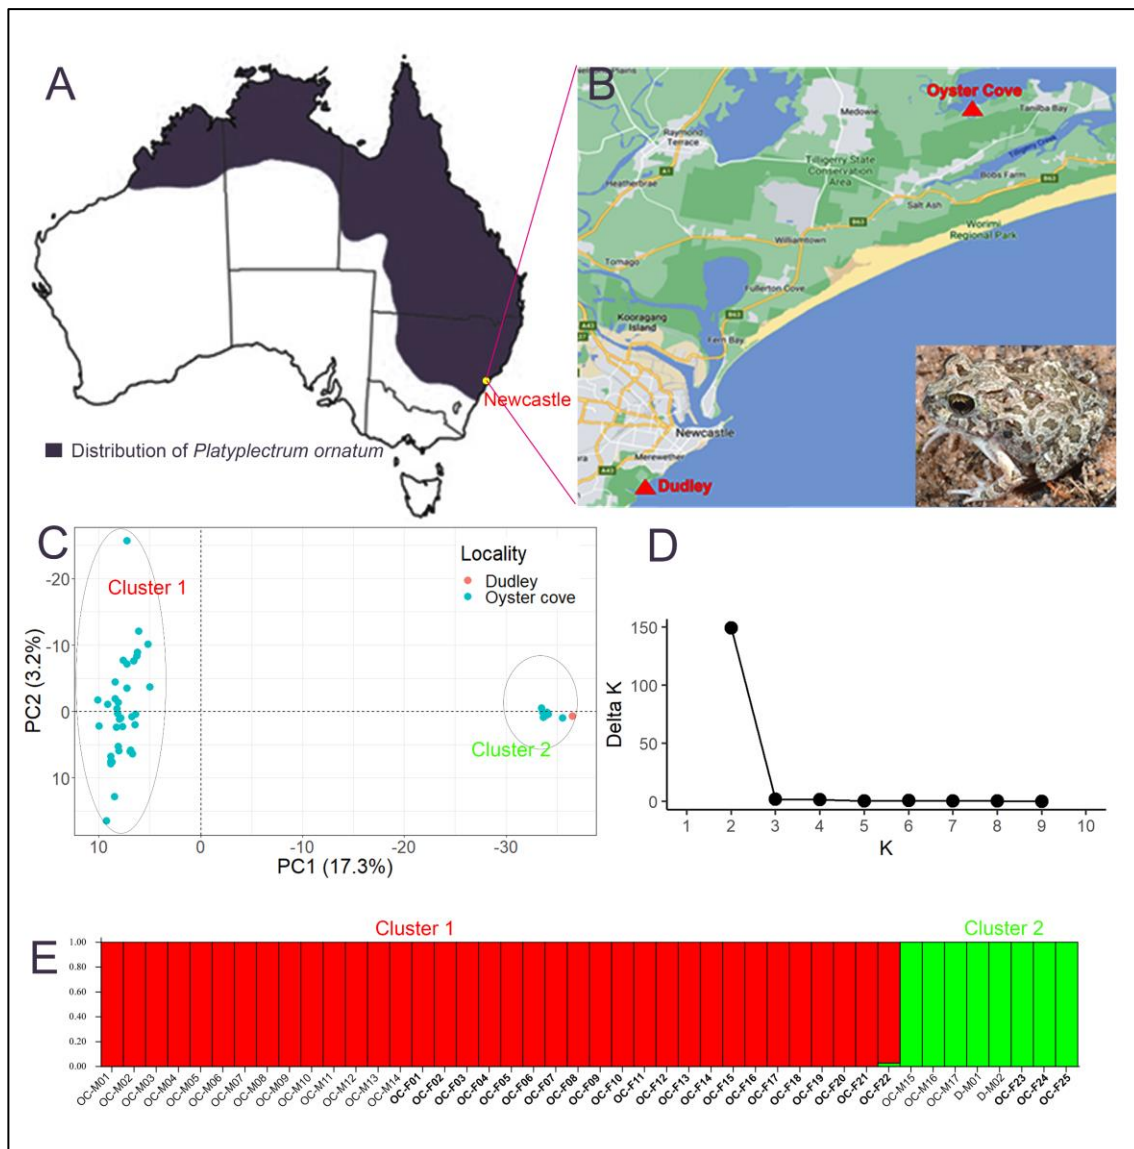 A
Newcastle
Distribution of Platyplectrum ornatum
B
Oyster Cove
Plains
Medowie
Tanilba Bay
Raymond
Terrace
Tilligerry Creek
A1
Tilligerry State
Conservation
Area
Bobs Farm
B63
Heatherbrae
Salt Ash
B63
Worimi
Regional Park
Williamtown
Tomago
Fullerton Cove
Kooragang
Island
B63
A43
Fern Bay
Newcastle
Merewether
A43
Dudley
C
Locality
Dudley
Oyster cove
Cluster 1
Cluster 2
PC2 (3.2%)
-20
-10
0
10
10 0 -10 -20 -30
PC1 (17.3%)
D
Delta K
150
100
50
0
1 2 3 4 5 6 7 8 9 10
K
E
Cluster 1
Cluster 2
1.00
0.80
0.60
0.40
0.20
0.00
OC-M01 OC-M02 OC-M03 OC-M04 OC-M05 OC-M06 OC-M07 OC-M08 OC-M09 OC-M10 OC-M11 OC-M12 OC-M13 OC-M14 OC-F01 OC-F02 OC-F03 OC-F04 OC-F05 OC-F06 OC-F07 OC-F08 OC-F09 OC-F10 OC-F11 OC-F12 OC-F13 OC-F14 OC-F15 OC-F16 OC-F17 OC-F18 OC-F19 OC-F20 OC-F21 OC-F22 OC-M15 OC-M16 OC-M17 D-M01 D-M02 OC-F23 OC-F24 OC-F25